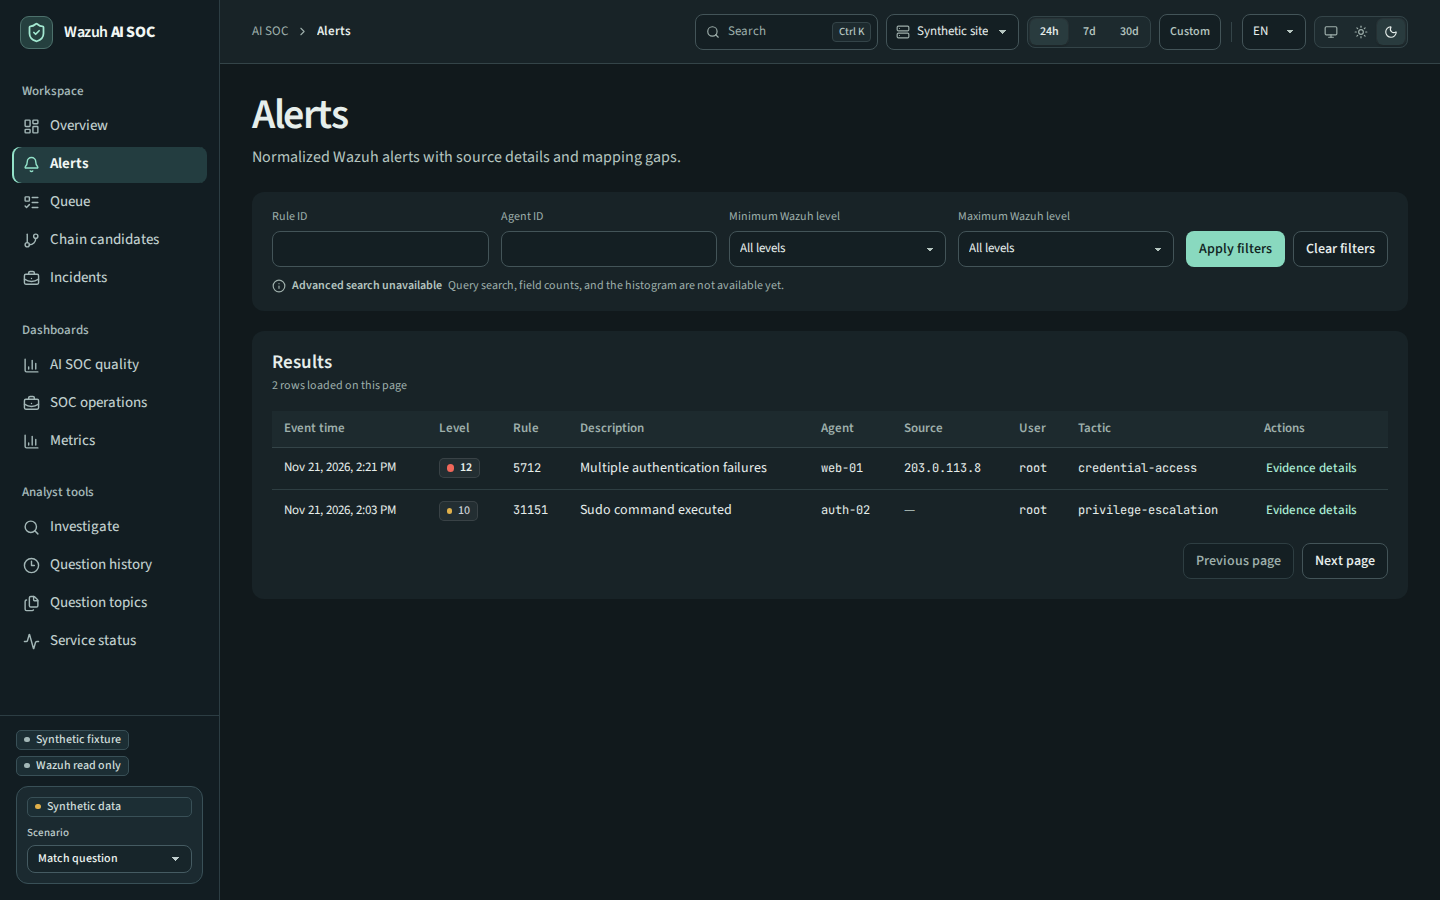 Wazuh AI SOC
Workspace
Overview
Alerts
Queue
Chain candidates
Incidents
Dashboards
AI SOC quality
SOC operations
Metrics
Analyst tools
Investigate
Question history
Question topics
Service status
Synthetic fixture
Wazuh read only
Synthetic data
Scenario
Match question
AI SOC > Alerts
Search Ctrl K
Synthetic site
24h 7d 30d
Custom
EN
Alerts
Normalized Wazuh alerts with source details and mapping gaps.
Rule ID Agent ID Minimum Wazuh level Maximum Wazuh level
All levels All levels Apply filters Clear filters
Advanced search unavailable Query search, field counts, and the histogram are not available yet.
Results
2 rows loaded on this page
Event time Level Rule Description Agent Source User Tactic Actions
Nov 21, 2026, 2:21 PM 12 5712 Multiple authentication failures web-01 203.0.113.8 root credential-access Evidence details
Nov 21, 2026, 2:03 PM 10 31151 Sudo command executed auth-02 — root privilege-escalation Evidence details
Previous page Next page